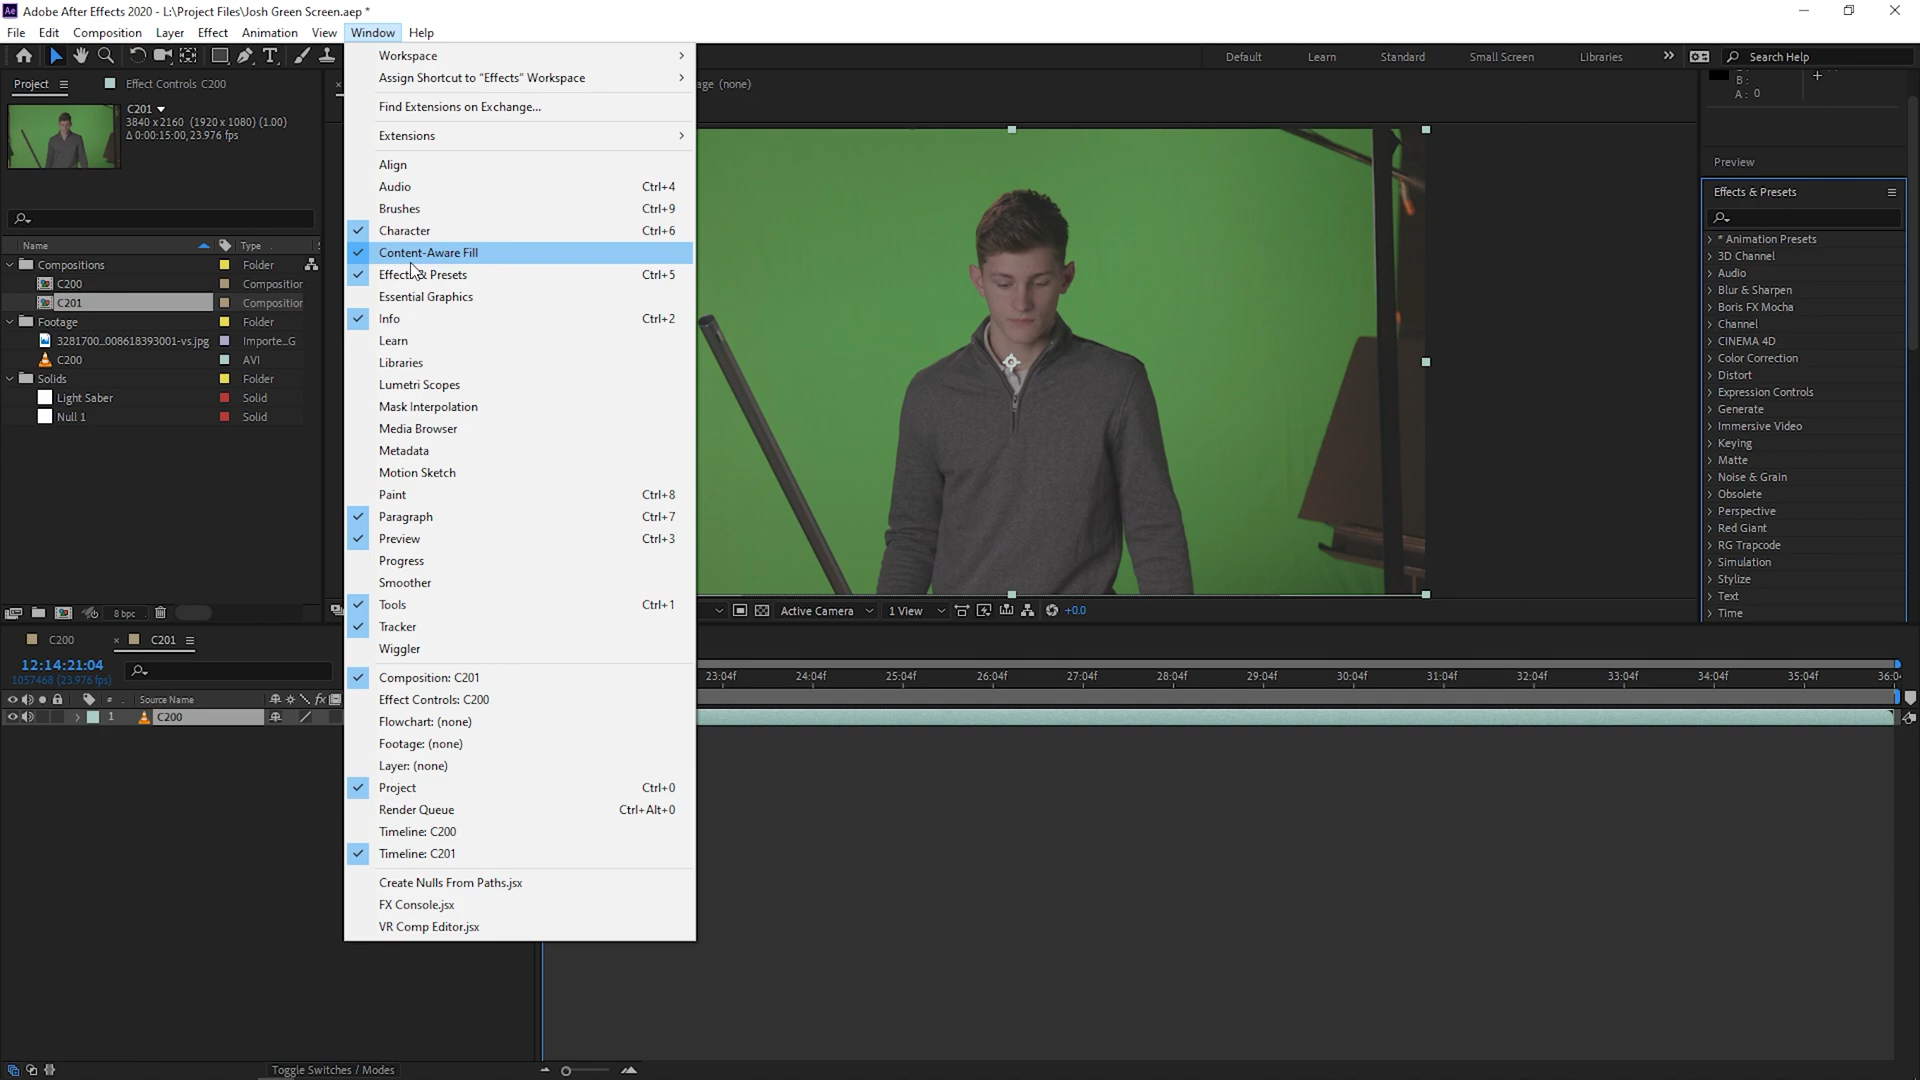 Ae Adobe After Effects 2020 - L:\Project Files\Josh Green Screen.aep *
File Edit Composition Layer Effect Animation View Window Help
Default Learn Standard Small Screen Libraries Search Help
Project
Effect Controls C200
C201
3840 x 2160 (1920 x 1080) (1.00)
Δ 0:00:15:00, 23.976 fps
Name Type
Compositions Folder
C200 Composition
C201 Composition
Footage Folder
3281700_008618393001-vs.jpg Importe_G
C200 AVI
Solids Folder
Light Saber Solid
Null 1 Solid
8 bpc
Workspace
Assign Shortcut to "Effects" Workspace
Find Extensions on Exchange...
Extensions
Align
Audio Ctrl+4
Brushes Ctrl+9
Character Ctrl+6
Content-Aware Fill
Effects & Presets Ctrl+5
Essential Graphics
Info Ctrl+2
Learn
Libraries
Lumetri Scopes
Mask Interpolation
Media Browser
Metadata
Motion Sketch
Paint Ctrl+8
Paragraph Ctrl+7
Preview Ctrl+3
Progress
Smoother
Tools Ctrl+1
Tracker
Wiggler
Composition: C201
Effect Controls: C200
Flowchart: (none)
Footage: (none)
Layer: (none)
Project Ctrl+0
Render Queue Ctrl+Alt+0
Timeline: C200
Timeline: C201
Create Nulls From Paths.jsx
FX Console.jsx
VR Comp Editor.jsx
age (none)
Active Camera 1 View +0.0
B:
A: 0
Preview
Effects & Presets
* Animation Presets
3D Channel
Audio
Blur & Sharpen
Boris FX Mocha
Channel
CINEMA 4D
Color Correction
Distort
Expression Controls
Generate
Immersive Video
Keying
Matte
Noise & Grain
Obsolete
Perspective
Red Giant
RG Trapcode
Simulation
Stylize
Text
Time
C200 × C201
12:14:21:04
1057468 (23.976 fps)
# Source Name fx
1 C200
23:04f 24:04f 25:04f 26:04f 27:04f 28:04f 29:04f 30:04f 31:04f 32:04f 33:04f 34:04f 35:04f 36:04
Toggle Switches / Modes